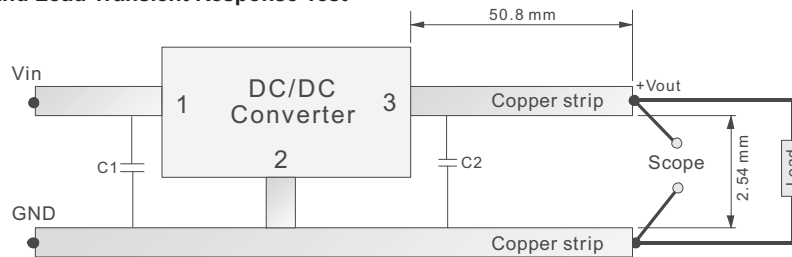 and Load Transient Response Test
50.8 mm
Vin
DC/DC
Converter
1
3
2
Copper strip
+Vout
C1
C2
Scope
2.54 mm
Load
GND
Copper strip